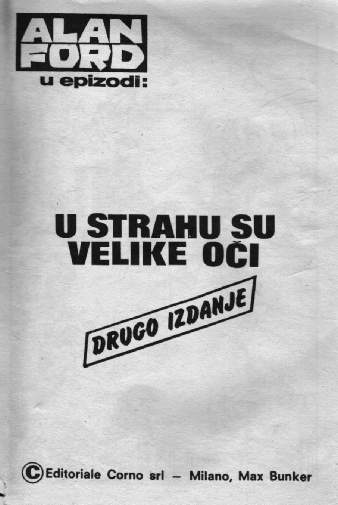 ALAN
FORD
u epizodi:
U STRAHU SU
VELIKE OČI
DRUGO IZDANJE
© Editoriale Corno srl – Milano, Max Bunker